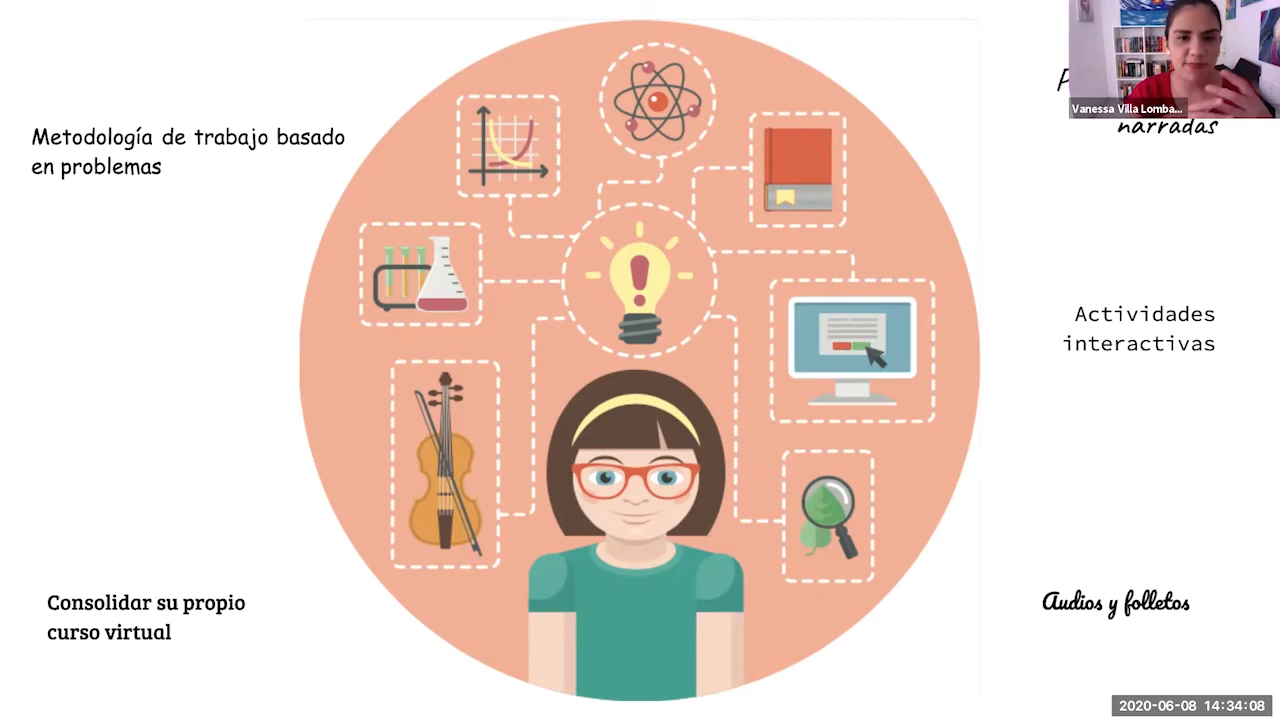 Metodología de trabajo basado
en problemas
Vanessa Villa Lomba...
narradas
Actividades
interactivas
Consolidar su propio
curso virtual
Audios y folletos
2020-06-08 14:34:08